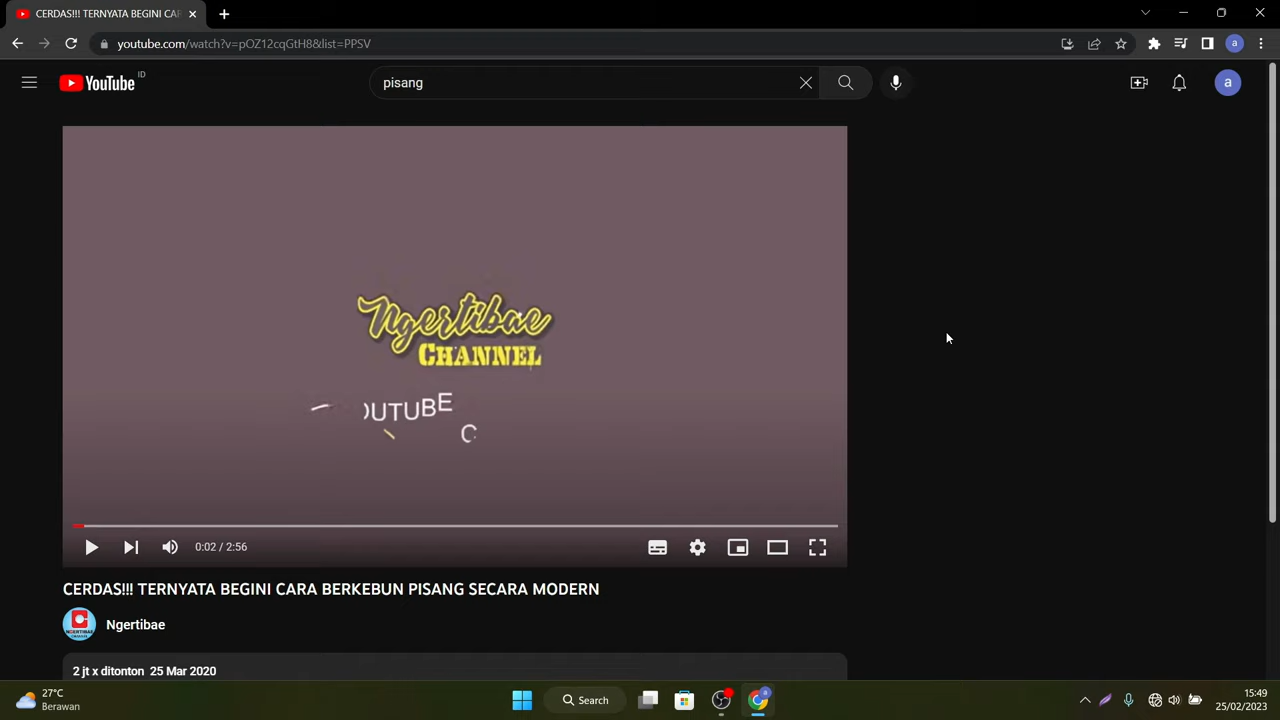 CERDAS!!! TERNYATA BEGINI CAR
youtube.com/watch?v=pOZ12cqGtH8&list=PPSV
a
YouTube ID
pisang
a
Ngertibae
CHANNEL
OUTUBE
C
0:02 / 2:56
CERDAS!!! TERNYATA BEGINI CARA BERKEBUN PISANG SECARA MODERN
Ngertibae
2 jt x ditonton 25 Mar 2020
27°C
Berawan
Search
15:49
25/02/2023